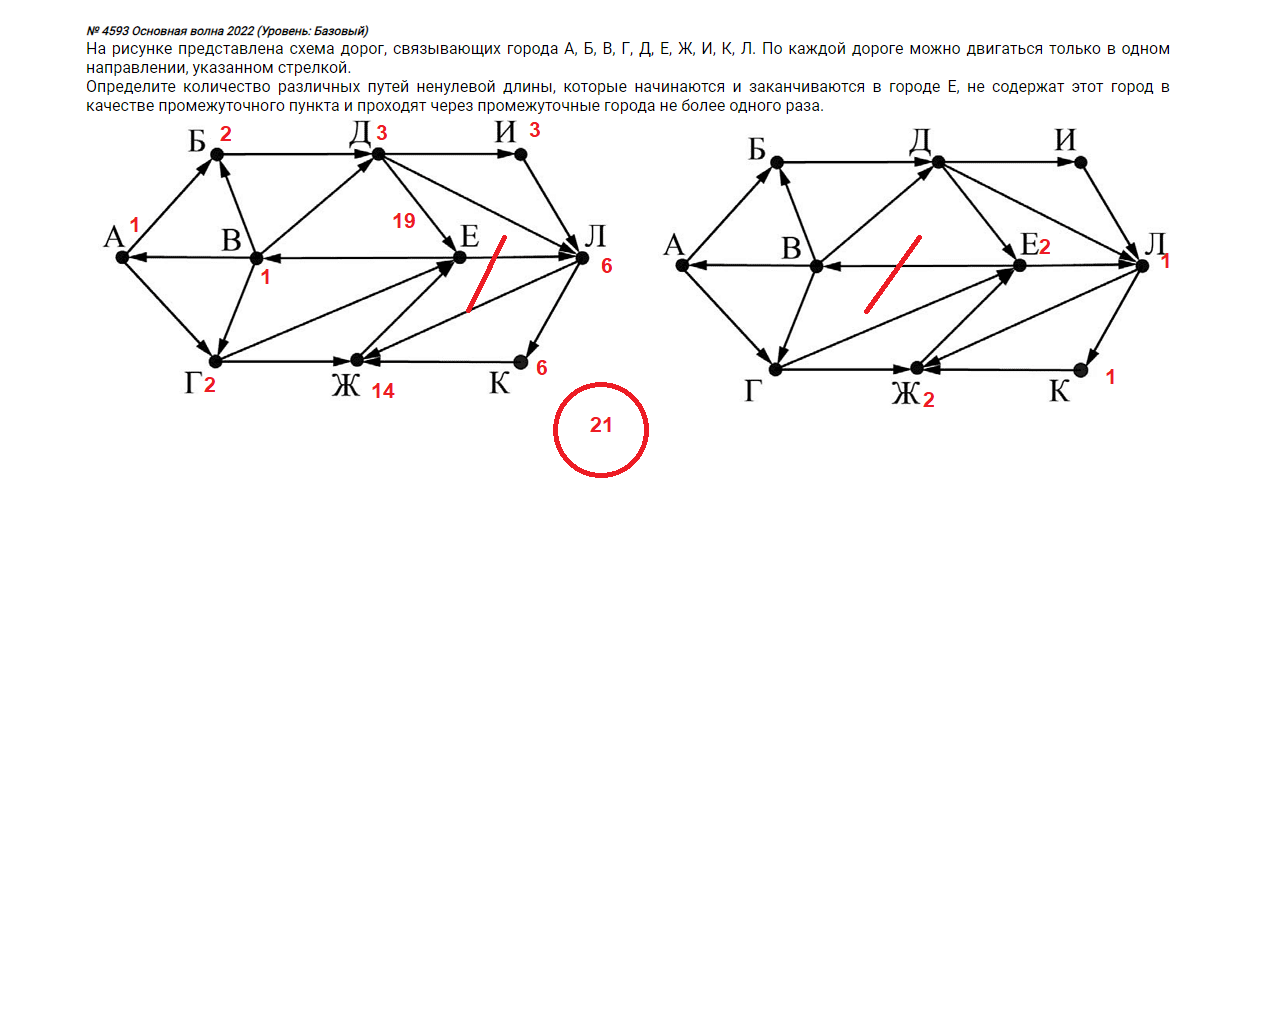 № 4593 Основная волна 2022 (Уровень: Базовый)
На рисунке представлена схема дорог, связывающих города А, Б, В, Г, Д, Е, Ж, И, К, Л. По каждой дороге можно двигаться только в одном
направлении, указанном стрелкой.
Определите количество различных путей ненулевой длины, которые начинаются и заканчиваются в городе Е, не содержат этот город в
качестве промежуточного пункта и проходят через промежуточные города не более одного раза.
Б 2 Д 3 И 3
А 1 В 1 19 Е Л 6
Г 2 Ж 14 К 6
21
Б Д И
А В Е 2 Л 1
Г Ж 2 К 1